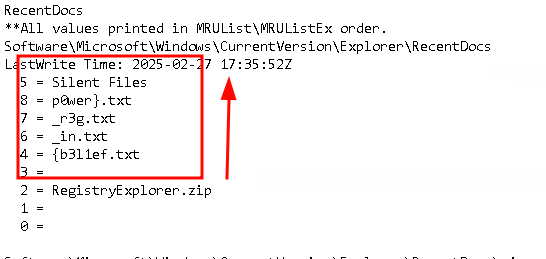 RecentDocs
**All values printed in MRUList\MRUListEx order.
Software\Microsoft\Windows\CurrentVersion\Explorer\RecentDocs
LastWrite Time: 2025-02-27 17:35:52Z
5 = Silent Files
8 = p0wer}.txt
7 = _r3g.txt
6 = _in.txt
4 = {b3l1ef.txt
3 =
2 = RegistryExplorer.zip
1 =
0 =